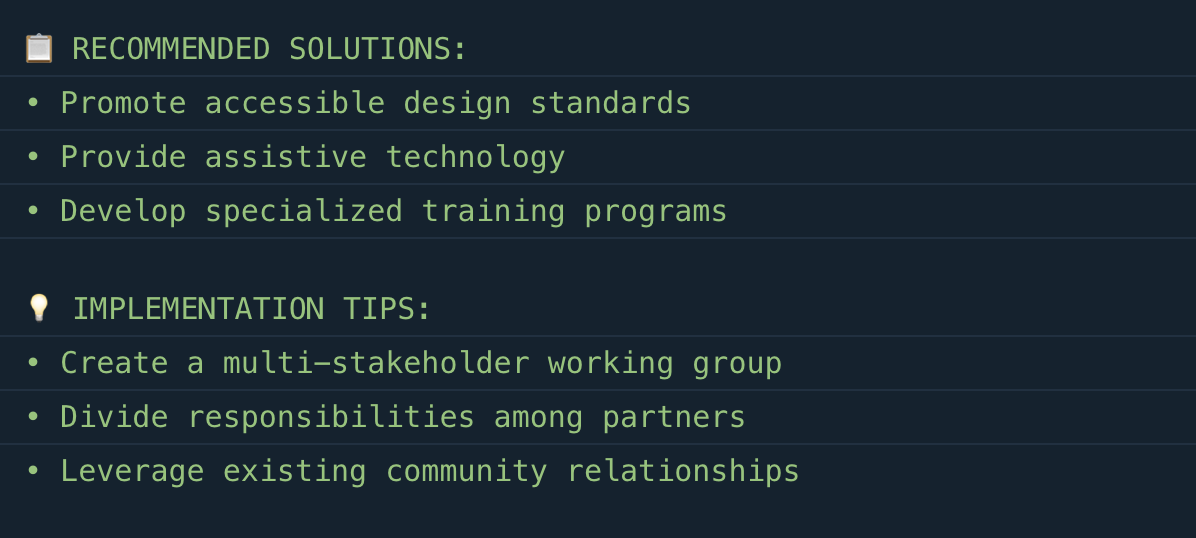 📋 RECOMMENDED SOLUTIONS:
• Promote accessible design standards
• Provide assistive technology
• Develop specialized training programs
💡 IMPLEMENTATION TIPS:
• Create a multi-stakeholder working group
• Divide responsibilities among partners
• Leverage existing community relationships